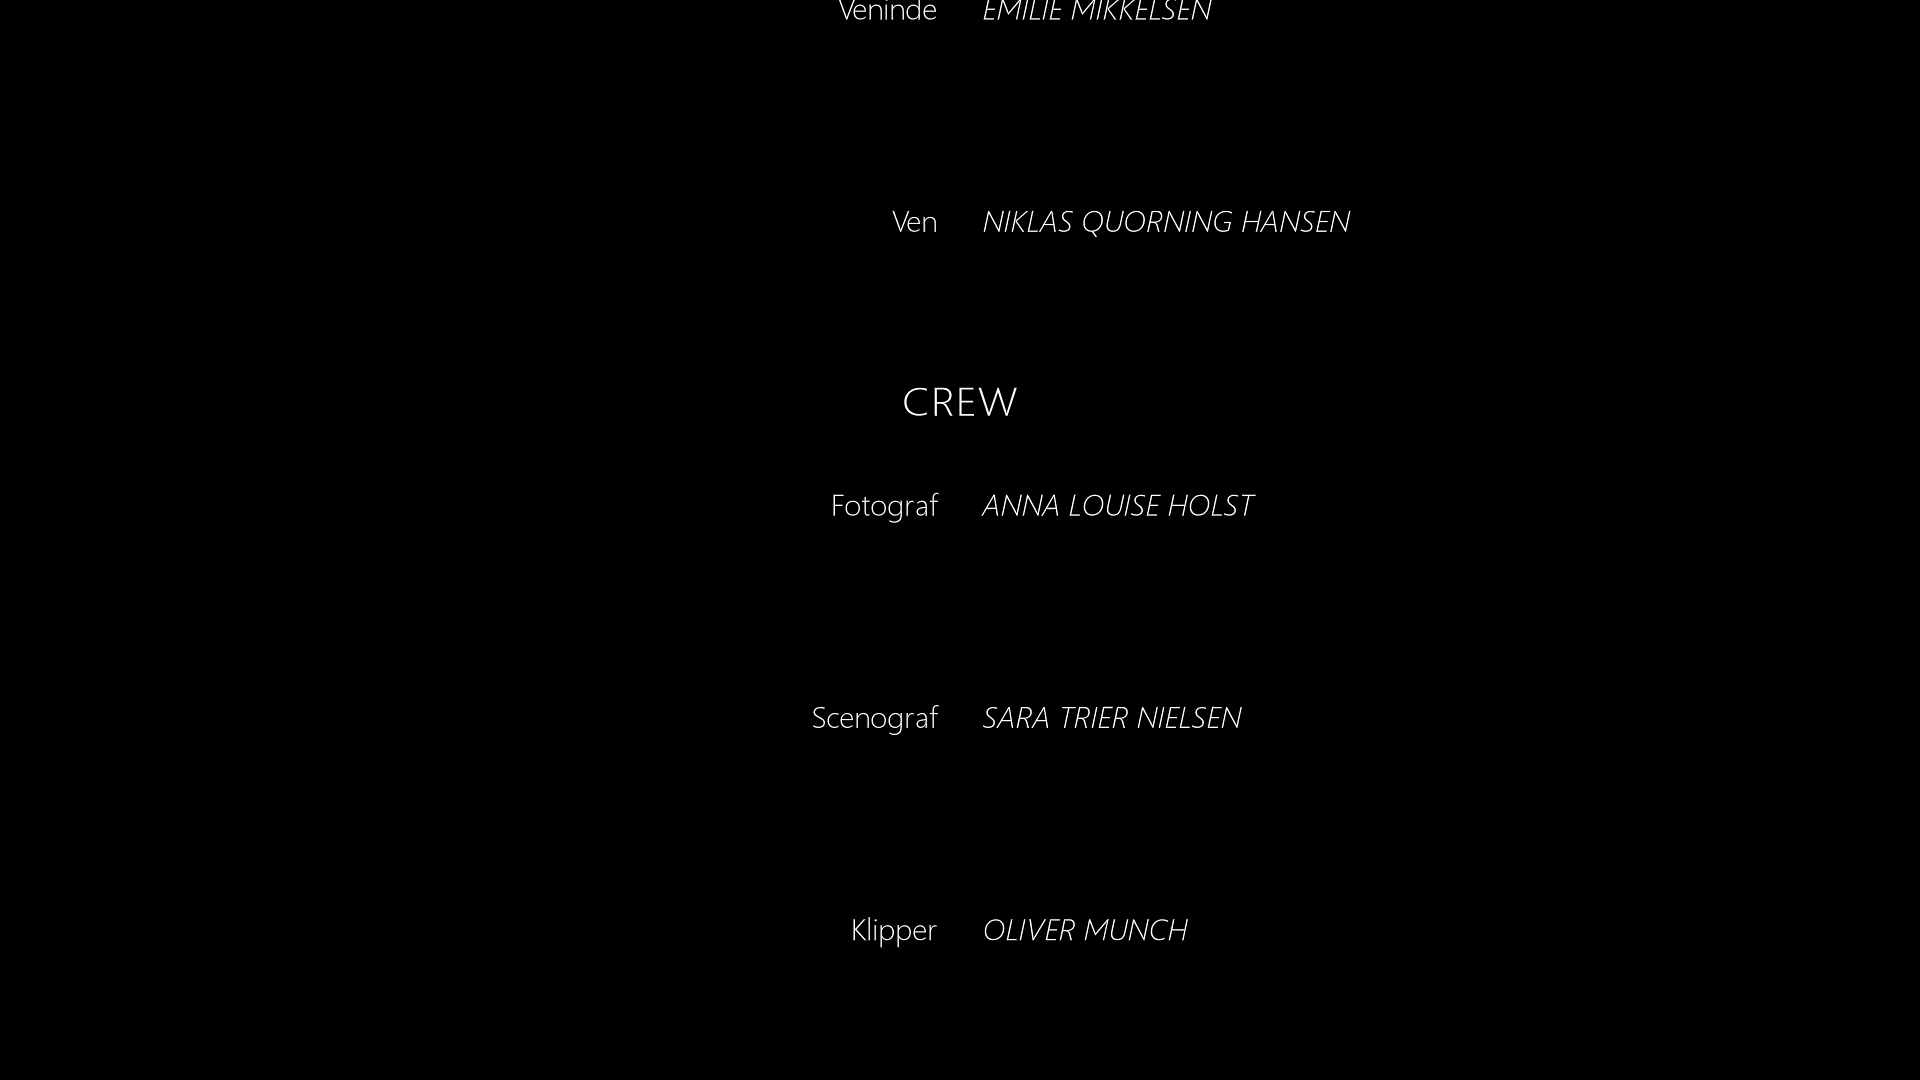 Veninde EMILIE MIKKELSEN
Ven NIKLAS QUORNING HANSEN
CREW
Fotograf ANNA LOUISE HOLST
Scenograf SARA TRIER NIELSEN
Klipper OLIVER MUNCH